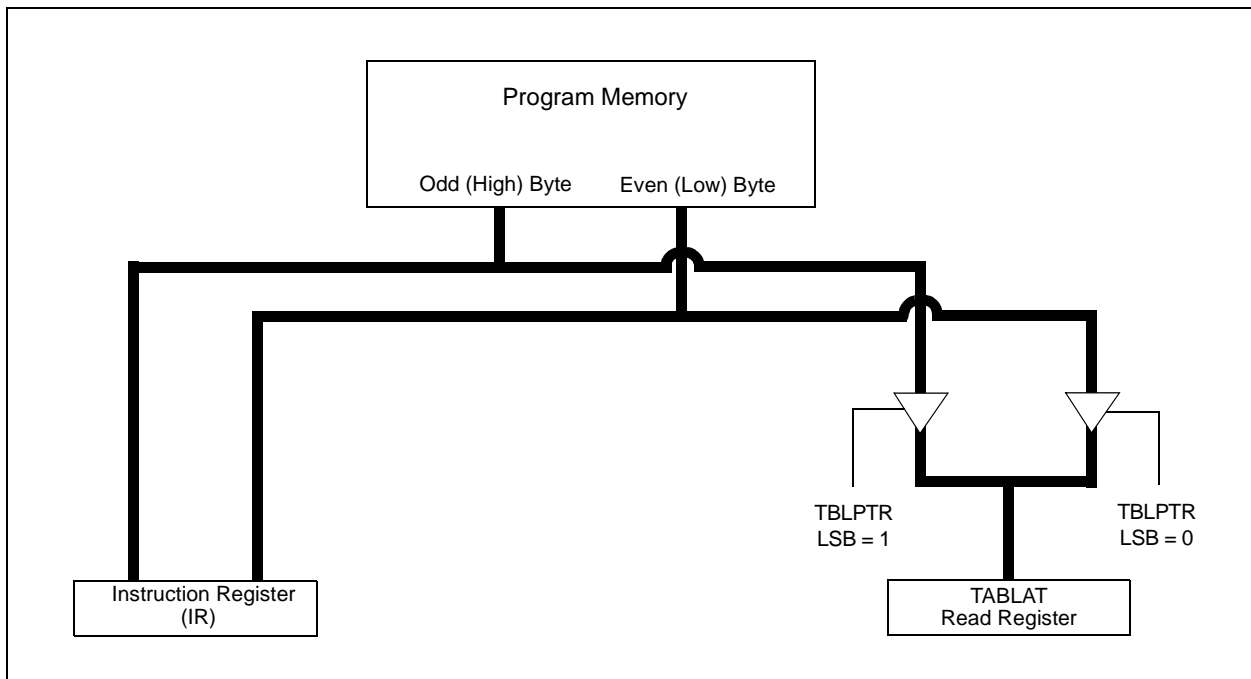 Program Memory
Odd (High) Byte
Even (Low) Byte
TBLPTR
LSB = 1
TBLPTR
LSB = 0
Instruction Register
(IR)
TABLAT
Read Register